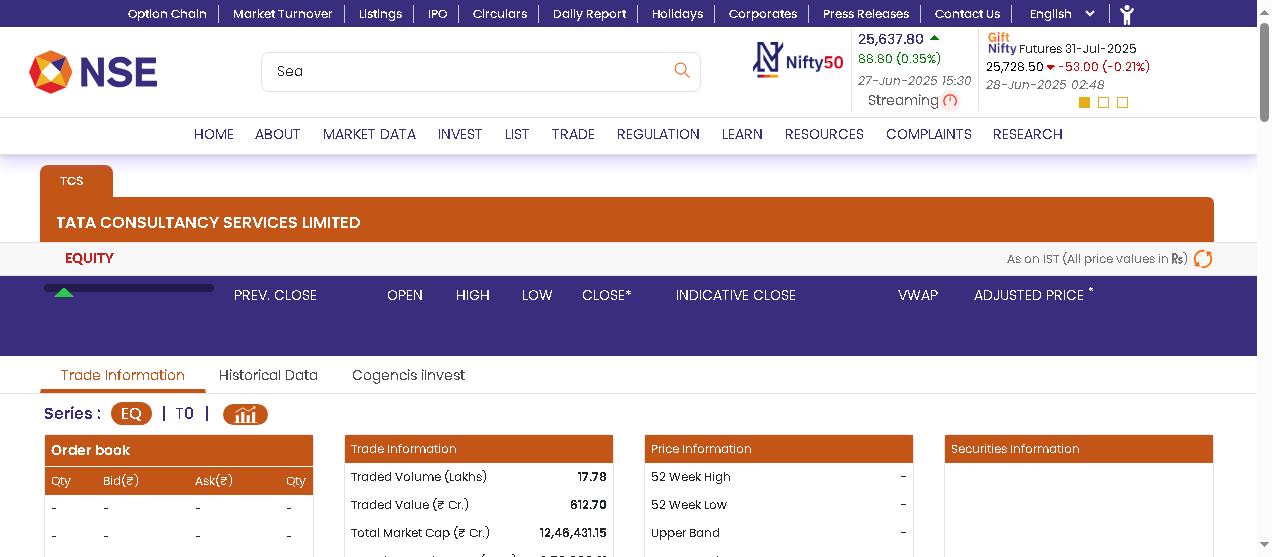 Option Chain Market Turnover Listings IPO Circulars Daily Report Holidays Corporates Press Releases Contact Us English
NSE
Sea
Nifty50
25,637.80
88.80 (0.35%)
27-Jun-2025 15:30
Streaming
Gift Nifty Futures 31-Jul-2025
25,728.50 -53.00 (-0.21%)
28-Jun-2025 02:48
HOME ABOUT MARKET DATA INVEST LIST TRADE REGULATION LEARN RESOURCES COMPLAINTS RESEARCH
TCS
TATA CONSULTANCY SERVICES LIMITED
EQUITY As on IST (All price values in ₨)
PREV. CLOSE OPEN HIGH LOW CLOSE* INDICATIVE CLOSE VWAP ADJUSTED PRICE *
Trade Information Historical Data Cogencis iInvest
Series : EQ | T0 |
Order book
Qty Bid(₹) Ask(₹) Qty
- - - -
- - - -
Trade Information
Traded Volume (Lakhs) 17.78
Traded Value (₹ Cr.) 612.70
Total Market Cap (₹ Cr.) 12,46,431.15
Price Information
52 Week High -
52 Week Low -
Upper Band -
Securities Information